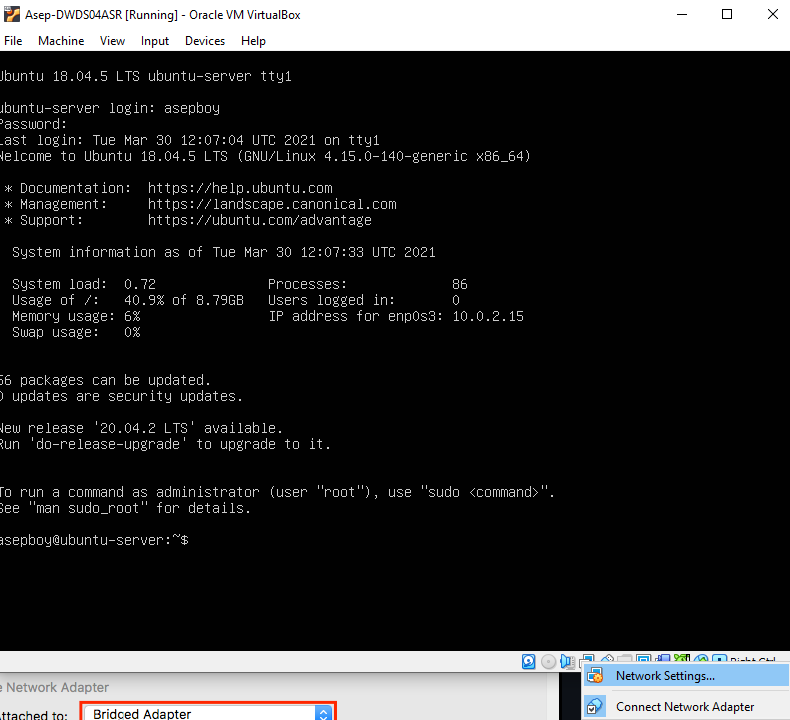 Asep-DWDS04ASR [Running] - Oracle VM VirtualBox
File Machine View Input Devices Help
Ubuntu 18.04.5 LTS ubuntu-server tty1
ubuntu-server login: asepboy
Password:
Last login: Tue Mar 30 12:07:04 UTC 2021 on tty1
Welcome to Ubuntu 18.04.5 LTS (GNU/Linux 4.15.0-140-generic x86_64)
* Documentation: https://help.ubuntu.com
* Management: https://landscape.canonical.com
* Support: https://ubuntu.com/advantage
System information as of Tue Mar 30 12:07:33 UTC 2021
System load: 0.72 Processes: 86
Usage of /: 40.9% of 8.79GB Users logged in: 0
Memory usage: 6% IP address for enp0s3: 10.0.2.15
Swap usage: 0%
56 packages can be updated.
0 updates are security updates.
New release '20.04.2 LTS' available.
Run 'do-release-upgrade' to upgrade to it.
To run a command as administrator (user "root"), use "sudo <command>".
See "man sudo_root" for details.
asepboy@ubuntu-server:~$
Right Ctrl
Network Settings...
e Network Adapter
Connect Network Adapter
Attached to: Bridced Adapter